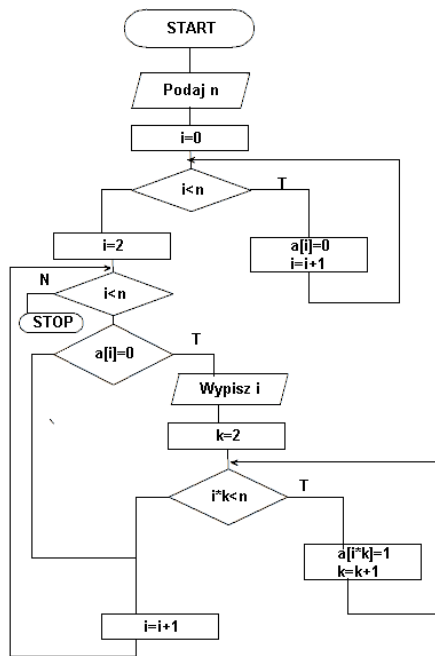 START
Podaj n
i=0
i<n
T
i=2
a[i]=0
i=i+1
N
i<n
STOP
a[i]=0
T
Wypisz i
k=2
i*k<n
T
a[i*k]=1
k=k+1
i=i+1